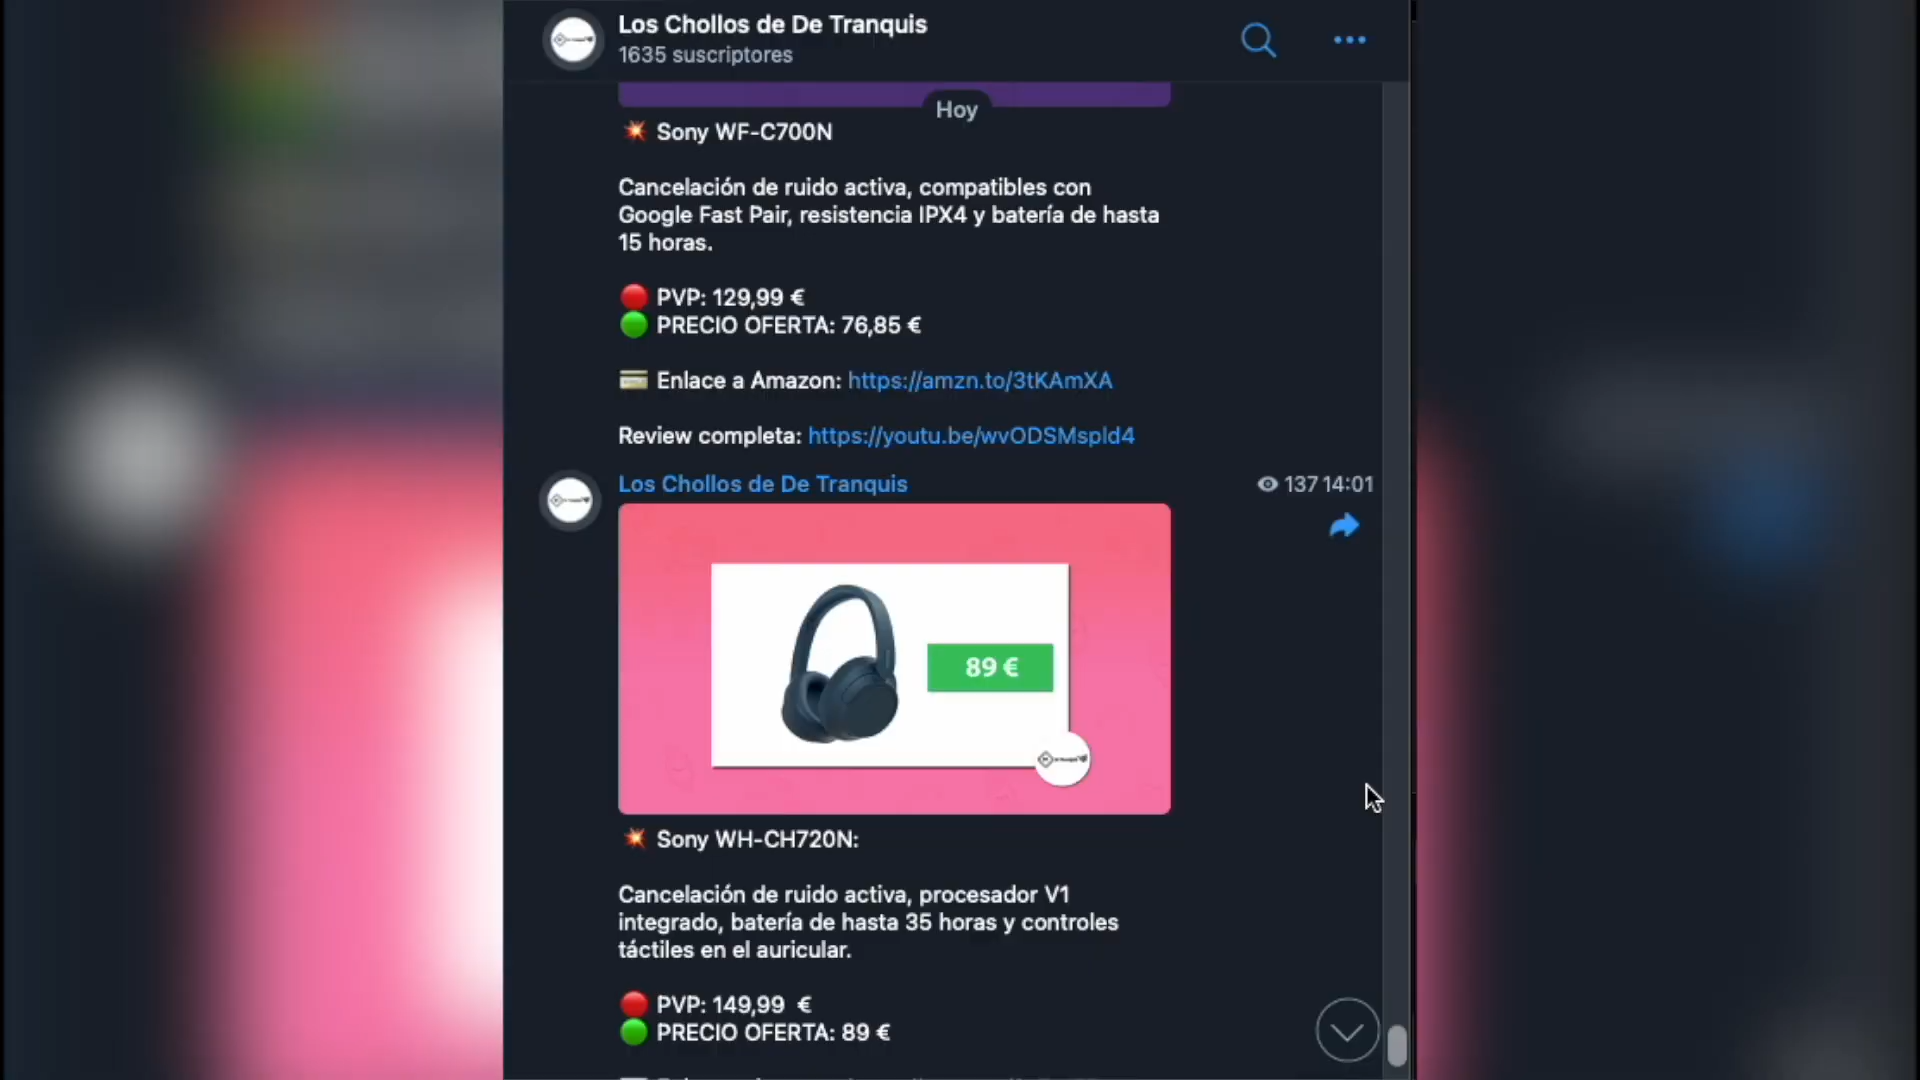 Los Chollos de De Tranquis
1635 suscriptores
Hoy
💥 Sony WF-C700N
Cancelación de ruido activa, compatibles con
Google Fast Pair, resistencia IPX4 y batería de hasta
15 horas.
🔴 PVP: 129,99 €
🟢 PRECIO OFERTA: 76,85 €
💳 Enlace a Amazon: https://amzn.to/3tKAmXA
Review completa: https://youtu.be/wvODSMspld4
Los Chollos de De Tranquis
137 14:01
89 €
💥 Sony WH-CH720N:
Cancelación de ruido activa, procesador V1
integrado, batería de hasta 35 horas y controles
táctiles en el auricular.
🔴 PVP: 149,99 €
🟢 PRECIO OFERTA: 89 €